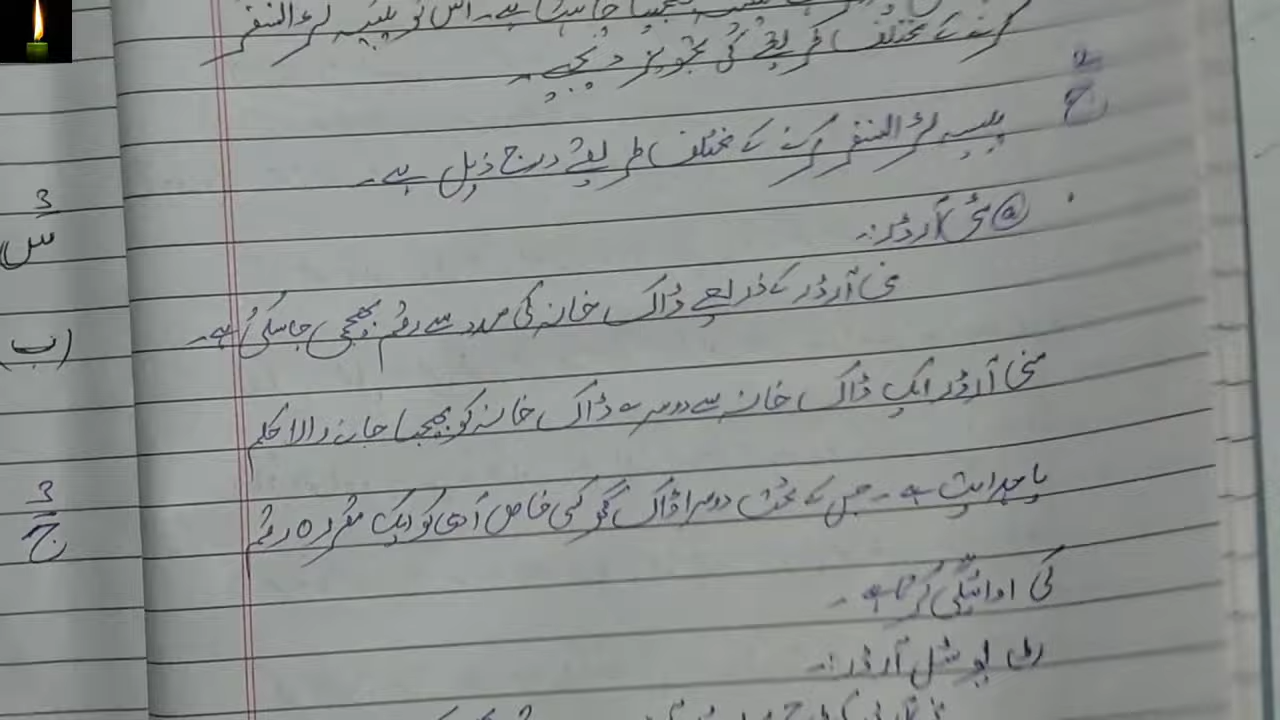 کرنے کے مختلف طریقے کی تجویز دیجیے۔
ج
پیسہ ٹرانسفر کرنے کے مختلف طریقے درج ذیل ہے۔
منی آرڈر:۔
منی آرڈر کے ذریعے ڈاک خانہ کی مدد سے رقم بھیجی جاسکتی ہے۔
منی آرڈر ایک ڈاک خانہ سے دوسرے ڈاک خانہ کو بھیجا جانے والا حکم
یا ہدایت ہے۔ جس کے تحت دوسرا ڈاک گھر کسی خاص آدمی کو ایک مقررہ رقم
کی ادائیگی کرتا ہے۔
پوسٹل آرڈر:۔
س
(ب)
ج